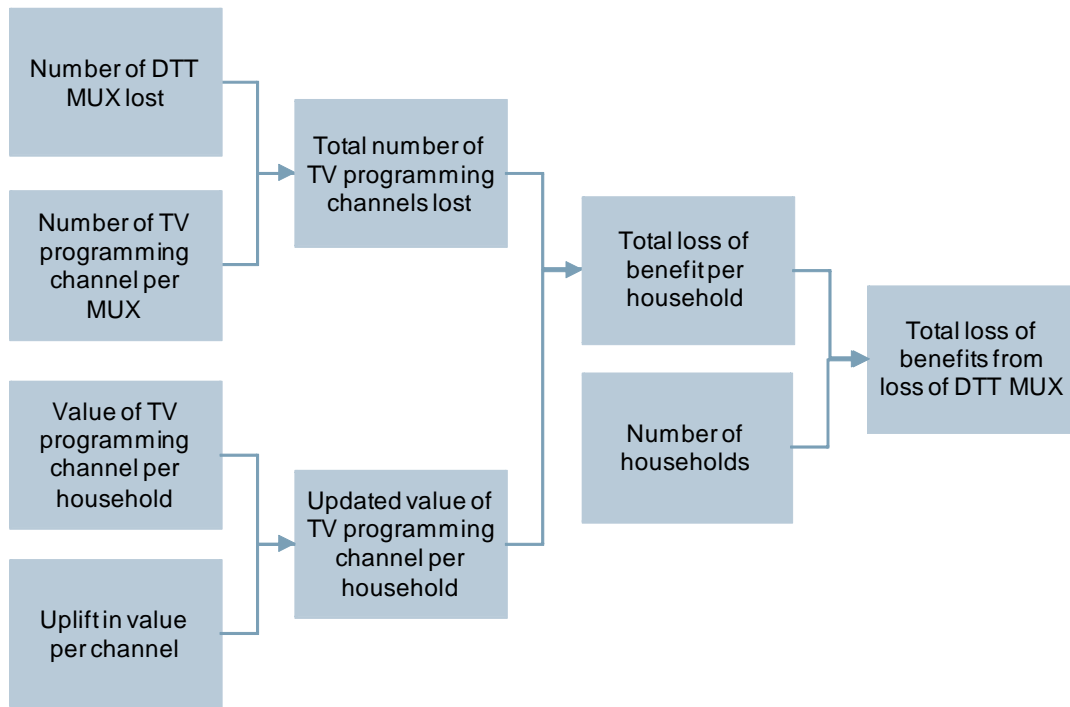 Number of DTT
MUX lost
Number of TV
programming
channel per
MUX
Value of TV
programming
channel per
household
Uplift in value
per channel
Total number of
TV programming
channels lost
Updated value of
TV programming
channel per
household
Total loss of
benefit per
household
Number of
households
Total loss of
benefits from
loss of DTT MUX